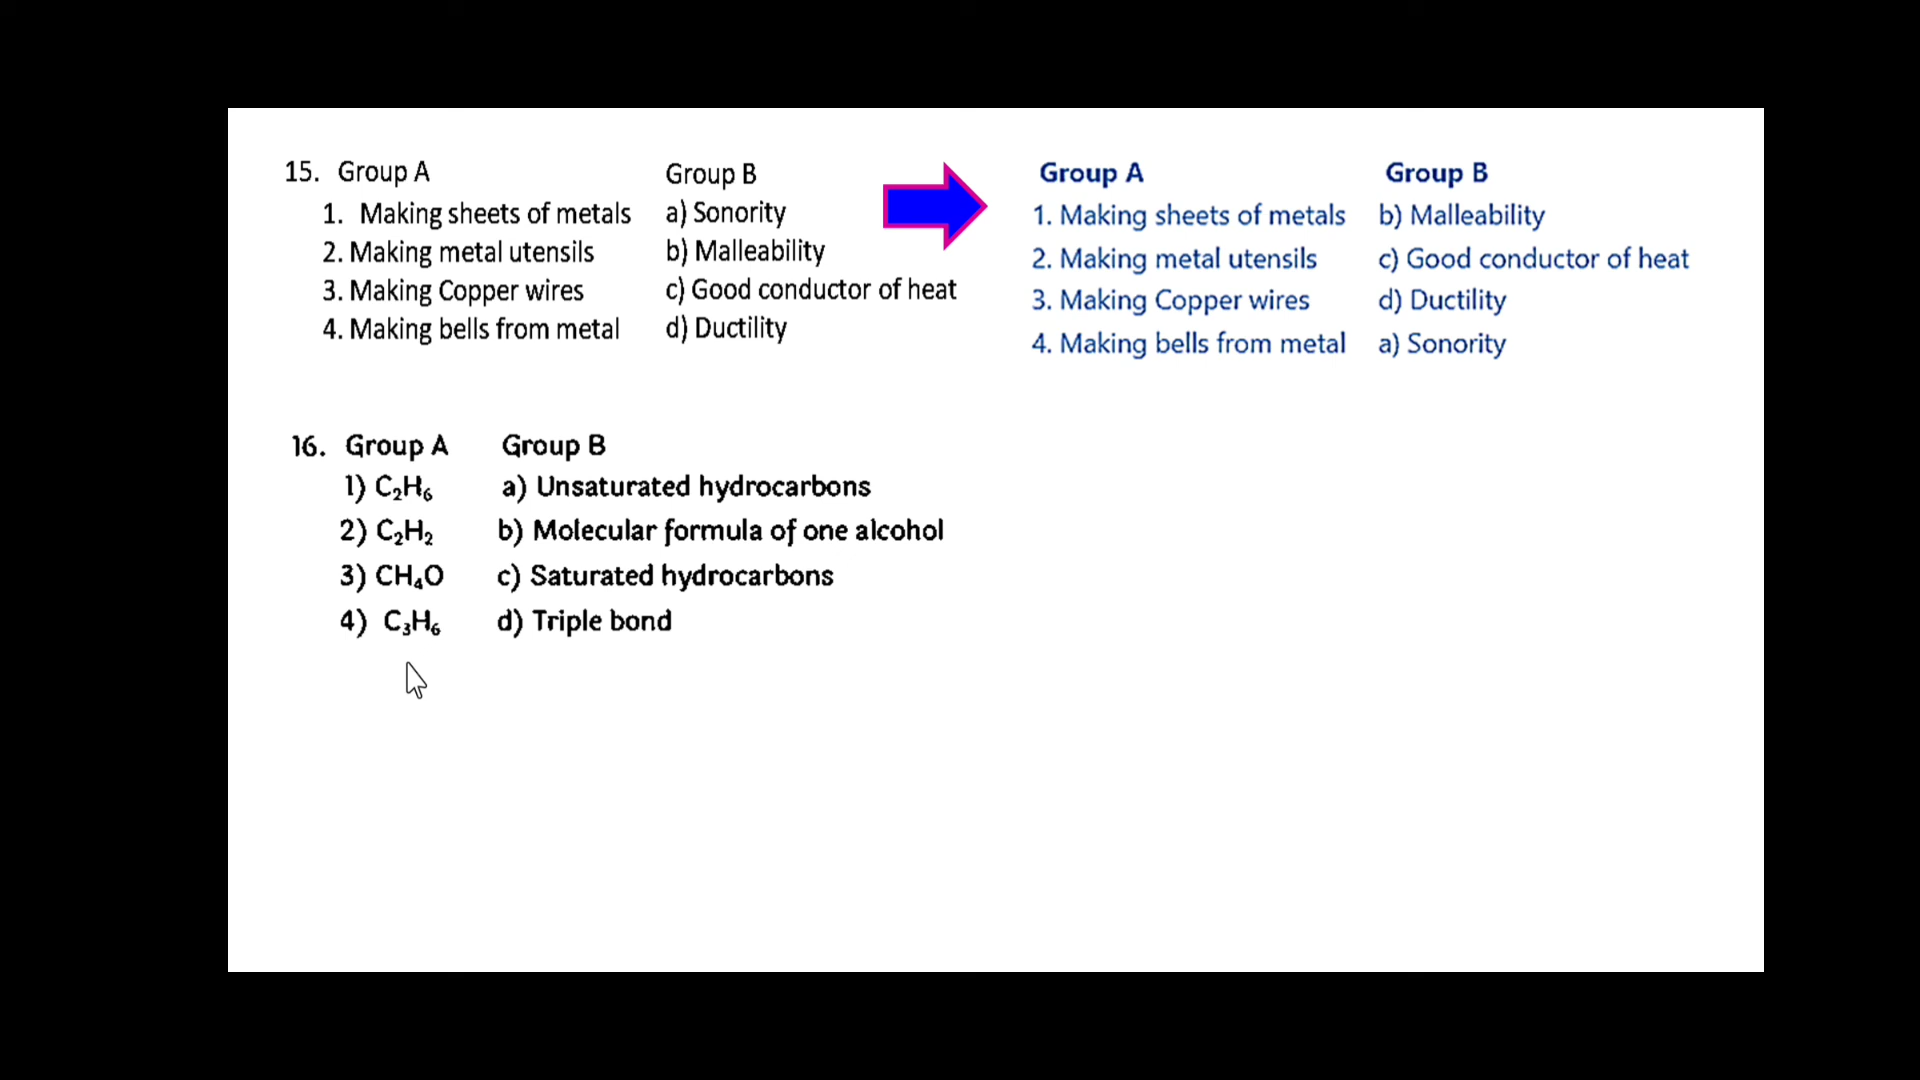 15. Group A Group B
1. Making sheets of metals a) Sonority
2. Making metal utensils b) Malleability
3. Making Copper wires c) Good conductor of heat
4. Making bells from metal d) Ductility
Group A Group B
1. Making sheets of metals b) Malleability
2. Making metal utensils c) Good conductor of heat
3. Making Copper wires d) Ductility
4. Making bells from metal a) Sonority
16. Group A Group B
1) C₂H₆ a) Unsaturated hydrocarbons
2) C₂H₂ b) Molecular formula of one alcohol
3) CH₄O c) Saturated hydrocarbons
4) C₃H₆ d) Triple bond